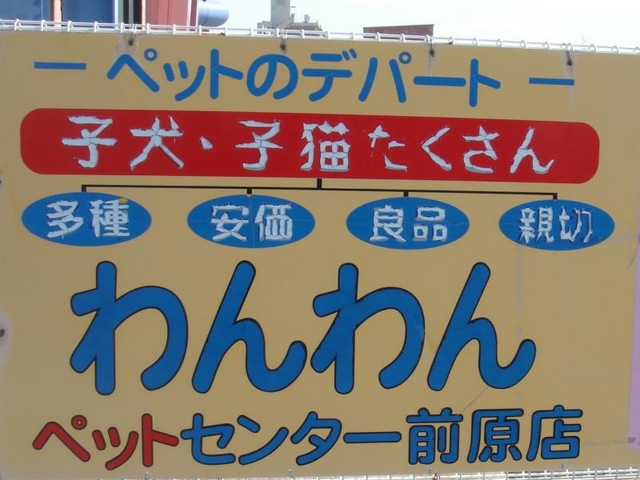 ーペットのデパートー
子犬・子猫たくさん
多種 安価 良品 親切
わんわん
ペットセンター前原店